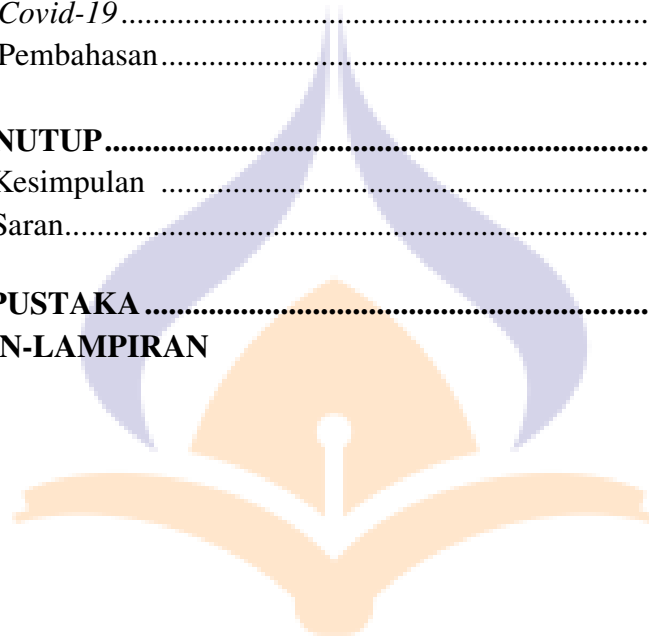 Covid-19..........................................................................
Pembahasan.....................................................................
NUTUP....................................................................
Kesimpulan ....................................................................
Saran................................................................................
PUSTAKA...............................................................
N-LAMPIRAN